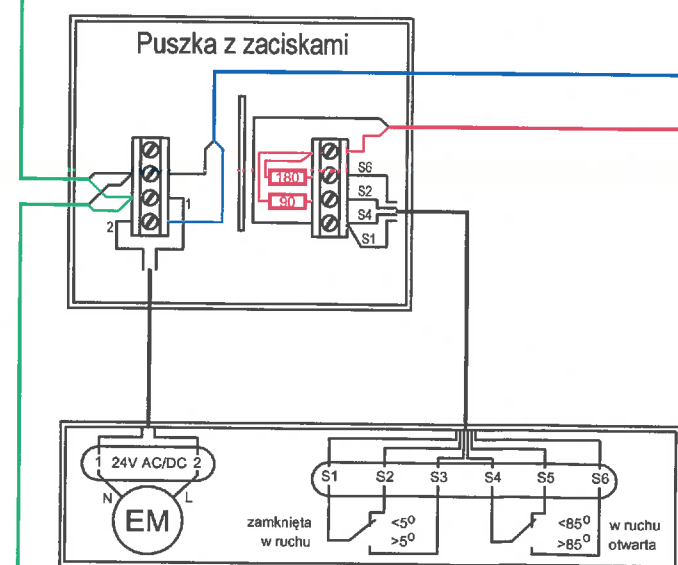 Puszka z zaciskami
180
90
S6
S2
S4
S1
1
2
1 24V AC/DC 2
N
L
EM
S1 S2 S3 S4 S5 S6
zamknięta
w ruchu
<5⁰
>5⁰
<85⁰
>85⁰
w ruchu
otwarta